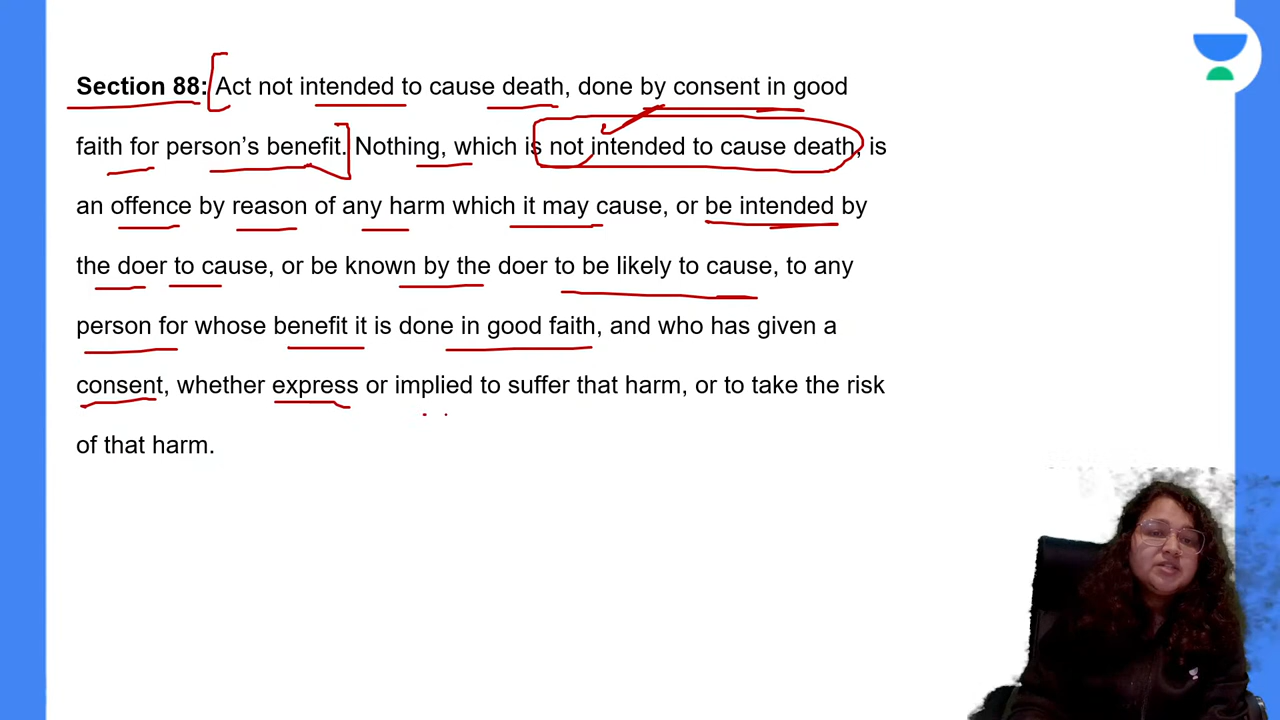 Section 88: Act not intended to cause death, done by consent in good
faith for person’s benefit. Nothing, which is not intended to cause death, is
an offence by reason of any harm which it may cause, or be intended by
the doer to cause, or be known by the doer to be likely to cause, to any
person for whose benefit it is done in good faith, and who has given a
consent, whether express or implied to suffer that harm, or to take the risk
of that harm.